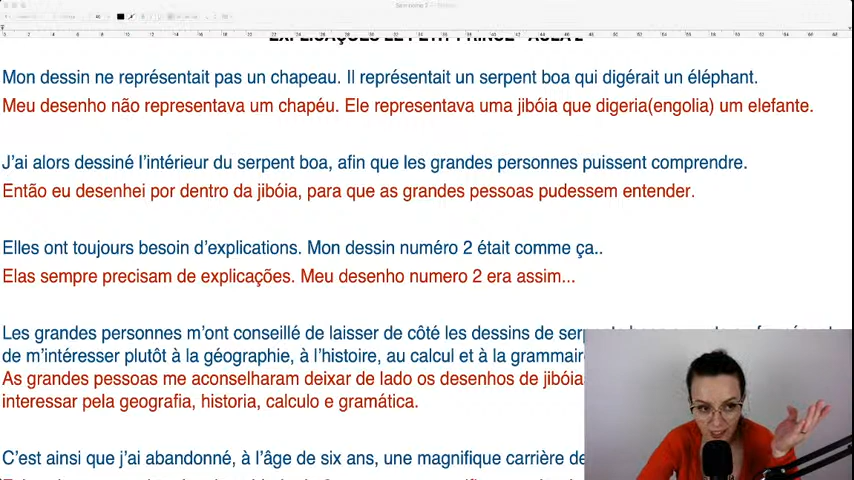 EXPLICAÇÕES LE PETIT PRINCE - AULA 2
Mon dessin ne représentait pas un chapeau. Il représentait un serpent boa qui digérait un éléphant.
Meu desenho não representava um chapéu. Ele representava uma jibóia que digeria(engolia) um elefante.
J'ai alors dessiné l'intérieur du serpent boa, afin que les grandes personnes puissent comprendre.
Então eu desenhei por dentro da jibóia, para que as grandes pessoas pudessem entender.
Elles ont toujours besoin d'explications. Mon dessin numéro 2 était comme ça..
Elas sempre precisam de explicações. Meu desenho numero 2 era assim...
Les grandes personnes m'ont conseillé de laisser de côté les dessins de
de m'intéresser plutôt à la géographie, à l'histoire, au calcul et à la
As grandes pessoas me aconselharam deixar de lado os desenhos de
interessar pela geografia, historia, calculo e gramática.
C'est ainsi que j'ai abandonné, à l'âge de six ans, une magnifique carrière de